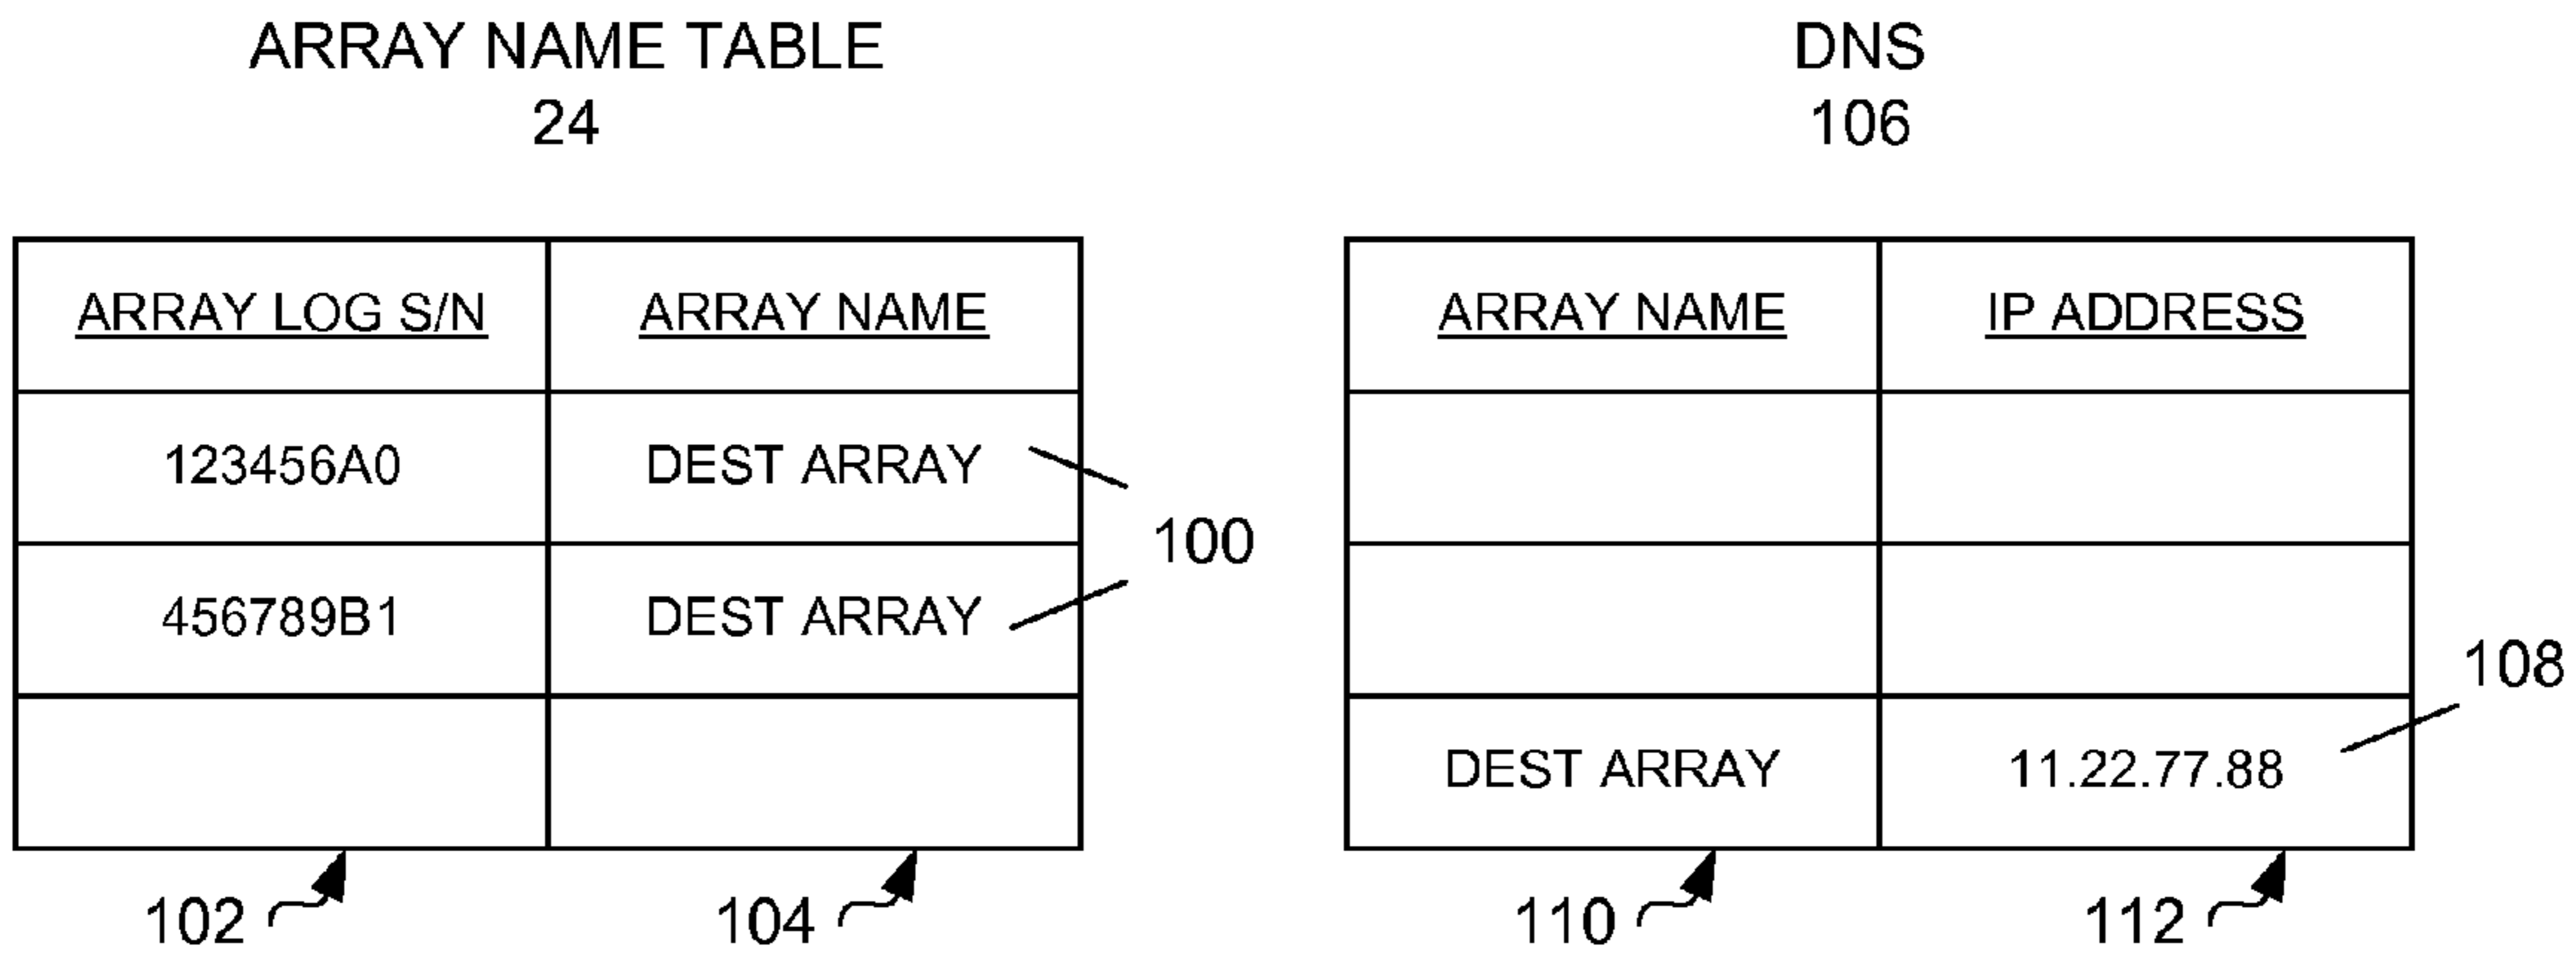 ARRAY NAME TABLE
24
ARRAY LOG S/N ARRAY NAME
123456A0 DEST ARRAY
456789B1 DEST ARRAY
100
102 104
DNS
106
ARRAY NAME IP ADDRESS
DEST ARRAY 11.22.77.88
108
110 112